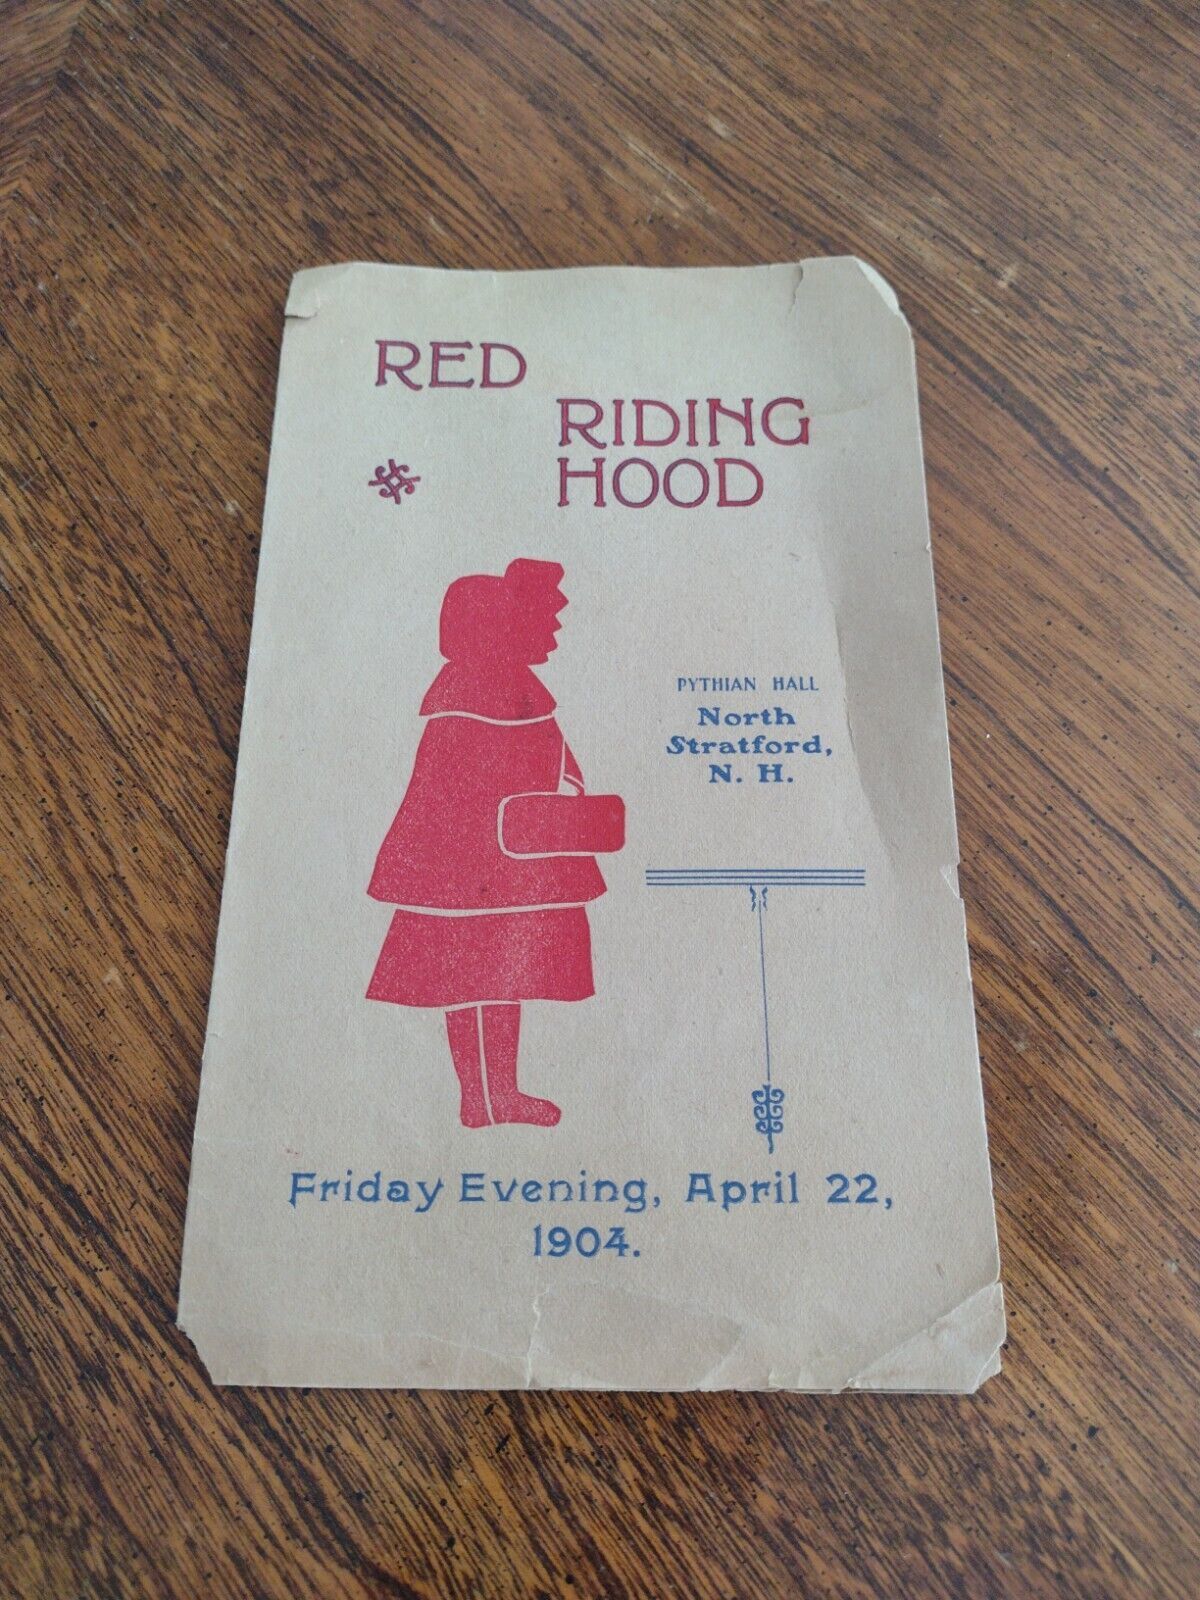 RED
RIDING
HOOD
PYTHIAN HALL
North
Stratford,
N. H.
Friday Evening, April 22,
1904.